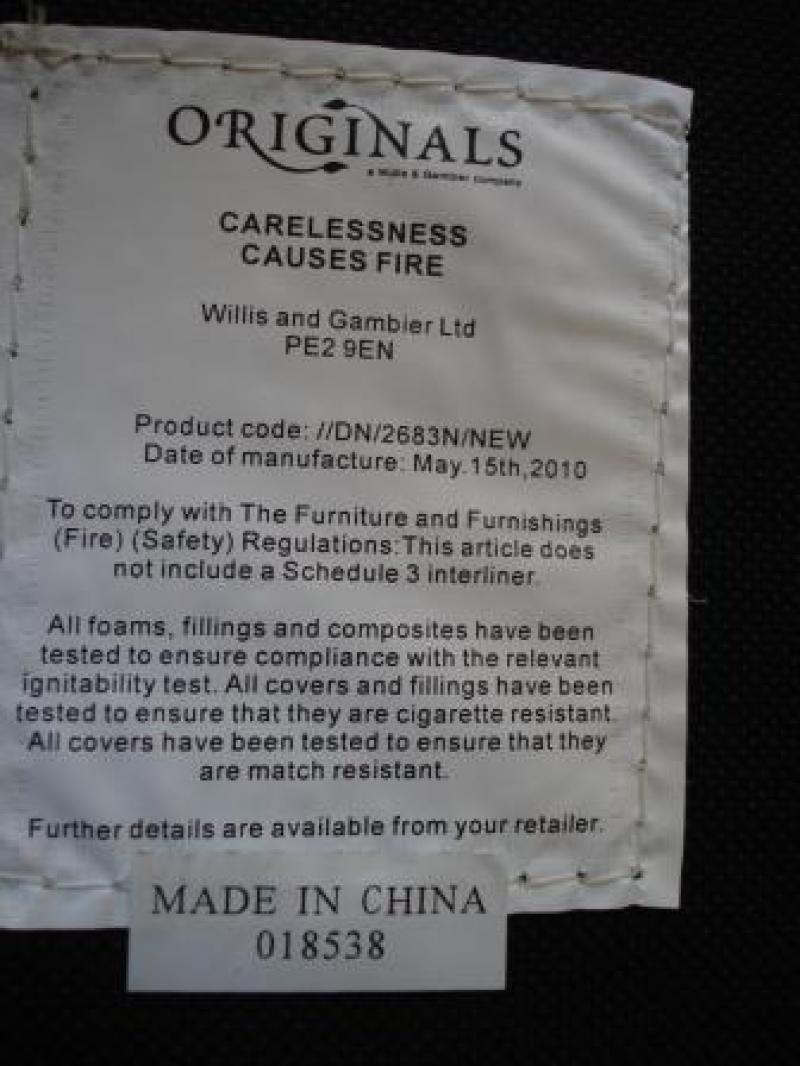 ORIGINALS
a Willis & Gambier company
CARELESSNESS
CAUSES FIRE
Willis and Gambier Ltd
PE2 9EN
Product code: //DN/2683N/NEW
Date of manufacture: May.15th,2010
To comply with The Furniture and Furnishings
(Fire) (Safety) Regulations:This article does
not include a Schedule 3 interliner.
All foams, fillings and composites have been
tested to ensure compliance with the relevant
ignitability test. All covers and fillings have been
tested to ensure that they are cigarette resistant.
All covers have been tested to ensure that they
are match resistant.
Further details are available from your retailer.
MADE IN CHINA
018538